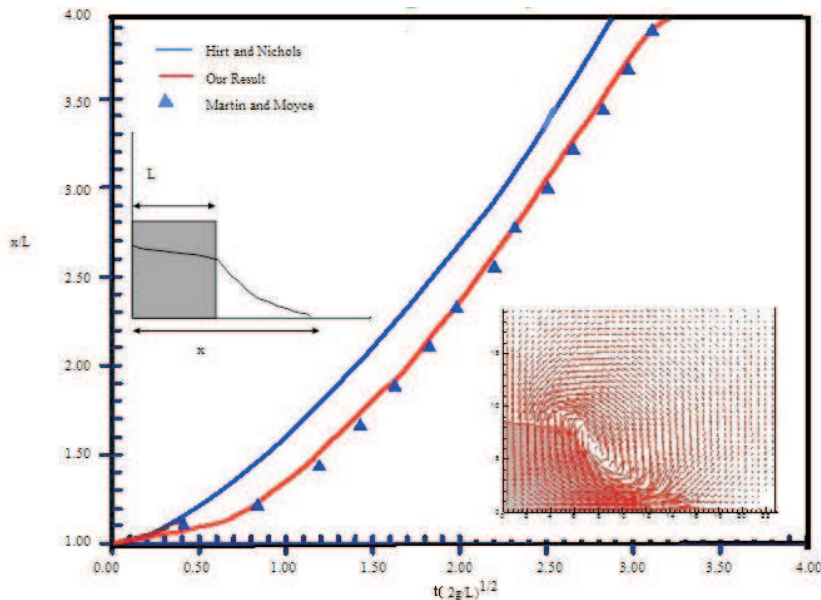 4.00
Hirt and Nichols
Our Result
Martin and Moyce
3.50
L
3.00
x/L
2.50
x
2.00
1.50
1.00
0.00 0.50 1.00 1.50 2.00 2.50 3.00 3.50 4.00
t( 2g/L)1/2